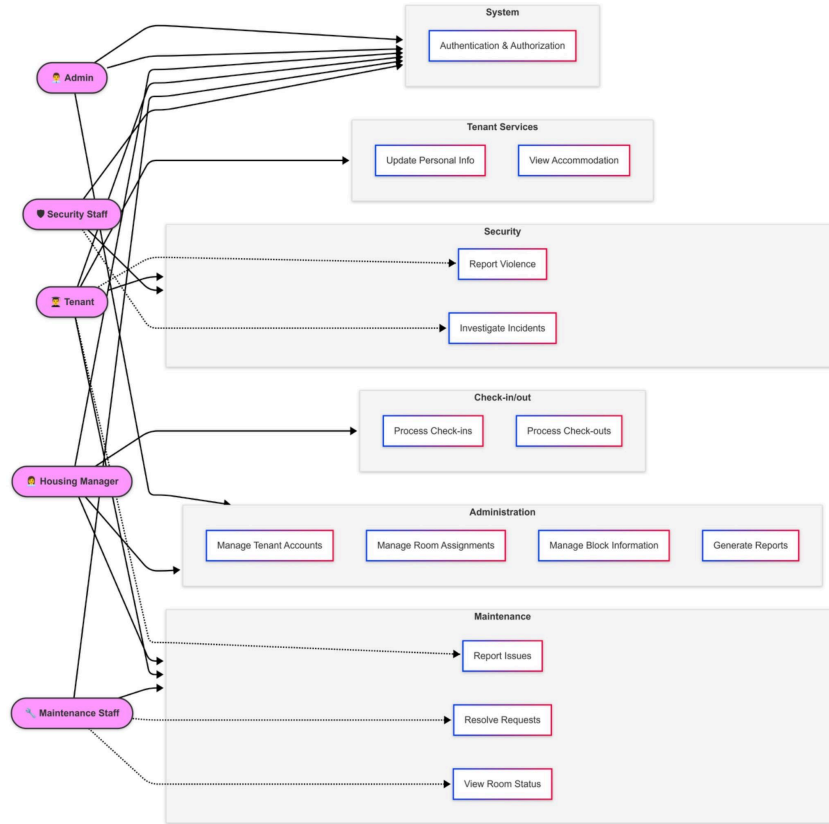 System
Authentication & Authorization
Admin
Tenant Services
Update Personal Info
View Accommodation
Security Staff
Security
Report Violence
Tenant
Investigate Incidents
Check-in/out
Process Check-ins
Process Check-outs
Housing Manager
Administration
Manage Tenant Accounts
Manage Room Assignments
Manage Block Information
Generate Reports
Maintenance
Report Issues
Maintenance Staff
Resolve Requests
View Room Status